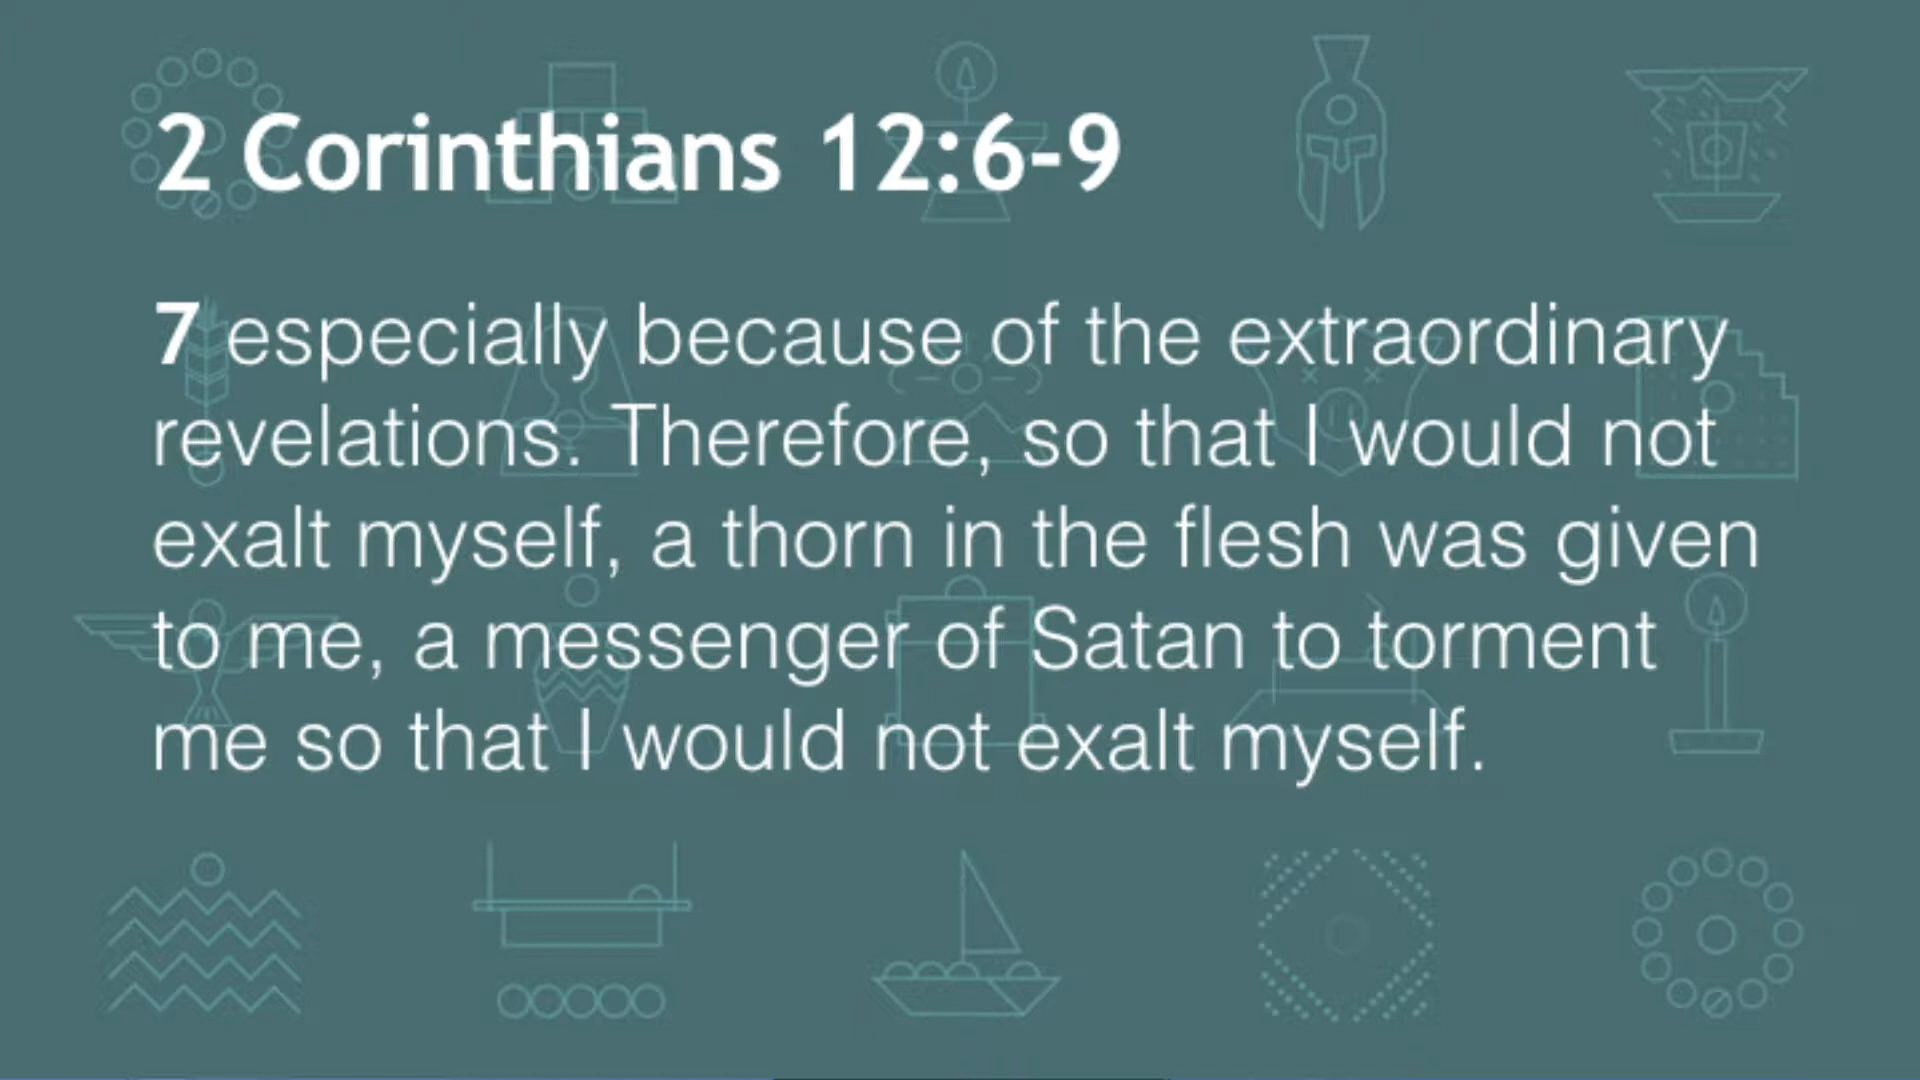 2 Corinthians 12:6-9
7 especially because of the extraordinary
revelations. Therefore, so that I would not
exalt myself, a thorn in the flesh was given
to me, a messenger of Satan to torment
me so that I would not exalt myself.